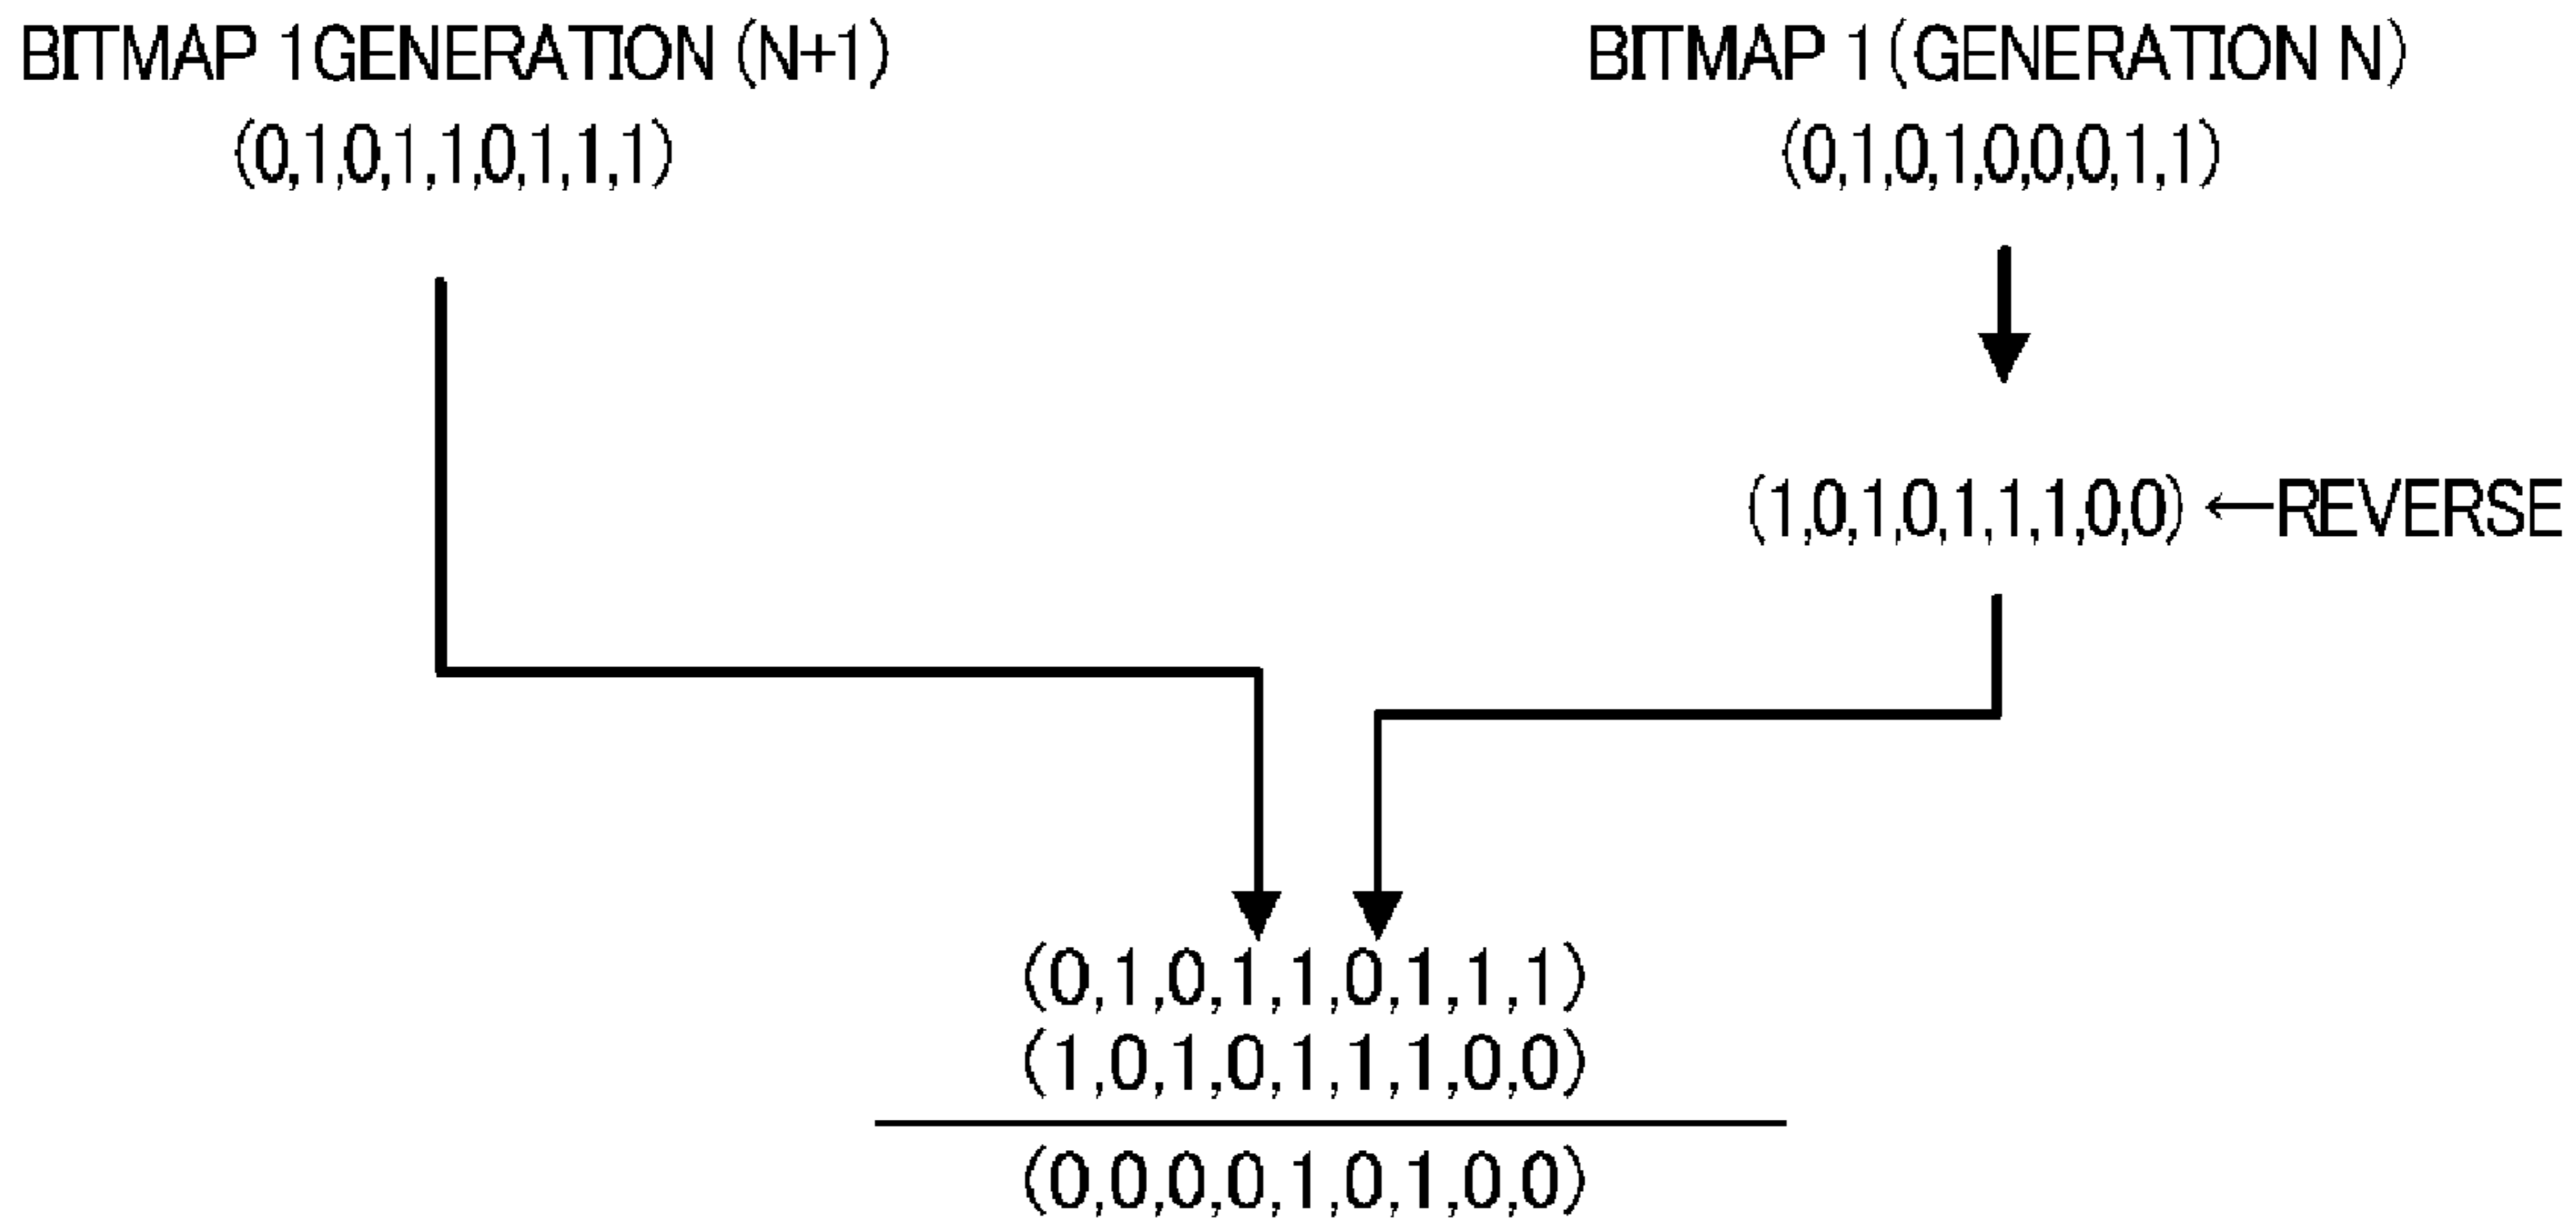 BITMAP 1GENERATION (N+1)
(0,1,0,1,1,0,1,1,1)
BITMAP 1 (GENERATION N)
(0,1,0,1,0,0,0,1,1)
(1,0,1,0,1,1,1,0,0) ←REVERSE
(0,1,0,1,1,0,1,1,1)
(1,0,1,0,1,1,1,0,0)
(0,0,0,0,1,0,1,0,0)